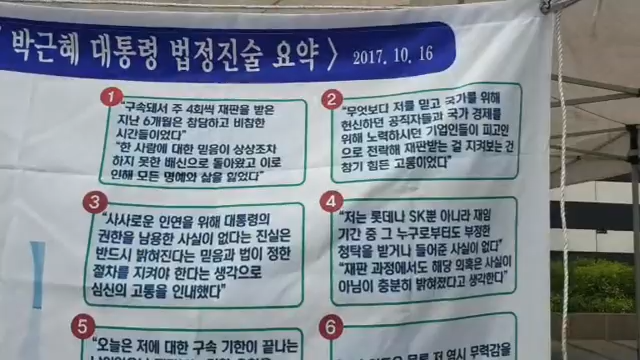 박근혜 대통령 법정진술 요약 〉 2017. 10. 16
1
"구속돼서 주 4회씩 재판을 받은
지난 6개월은 참담하고 비참한
시간들이었다"
"한 사람에 대한 믿음이 상상조차
하지 못한 배신으로 돌아왔고 이로
인해 모든 명예와 삶을 잃었다"
2
"무엇보다 저를 믿고 국가를 위해
헌신하던 공직자들과 국가 경제를
위해 노력하시던 기업인들이 피고인
으로 전락해 재판받는 걸 지켜보는 건
참기 힘든 고통이었다"
3
"사사로운 인연을 위해 대통령의
권한을 남용한 사실이 없다는 진실은
반드시 밝혀진다는 믿음과 법이 정한
절차를 지켜야 한다는 생각으로
심신의 고통을 인내했다"
4
"저는 롯데나 SK뿐 아니라 재임
기간 중 그 누구로부터도 부정한
청탁을 받거나 들어준 사실이 없다"
"재판 과정에서도 해당 의혹은 사실이
아님이 충분히 밝혀졌다고 생각한다"
5
"오늘은 저에 대한 구속 기한이 끝나는
6
저 역시 무력감을